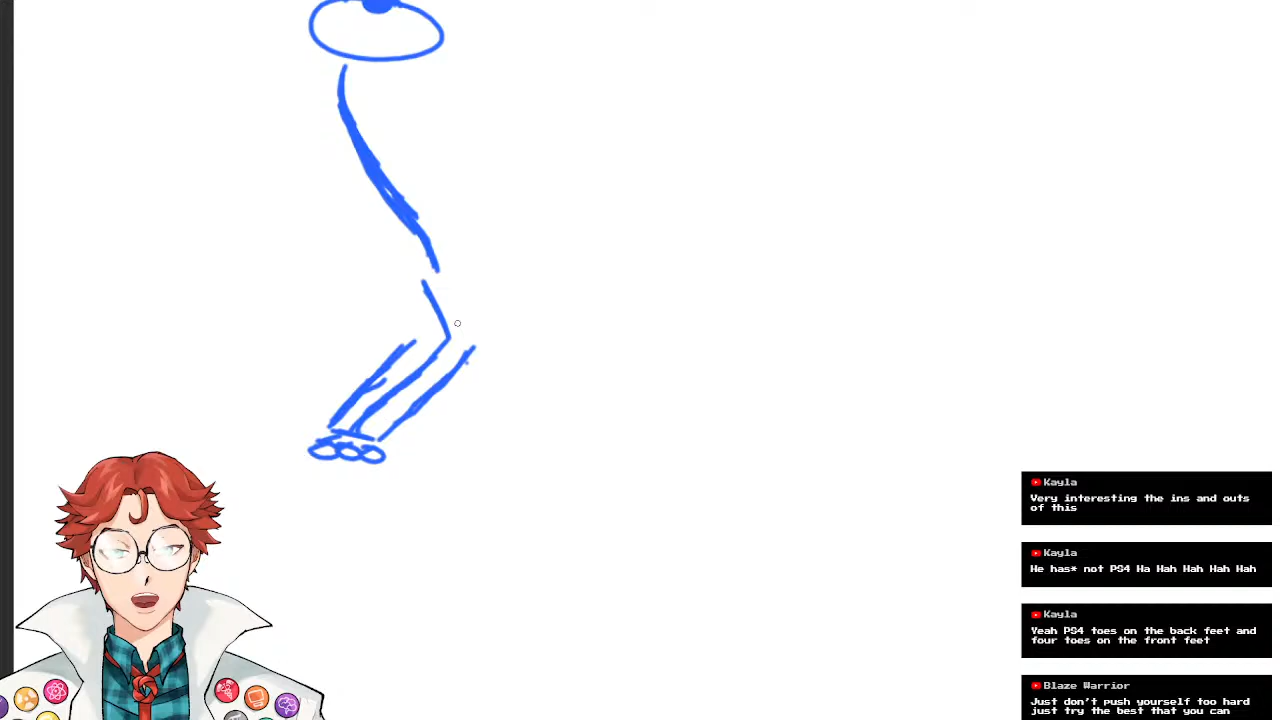 Kayla
Very interesting the ins and outs
of this
Kayla
He has* not PS4 Ha Hah Hah Hah Hah
Kayla
Yeah PS4 toes on the back feet and
four toes on the front feet
Blaze Warrior
Just don't push yourself too hard
just try the best that you can